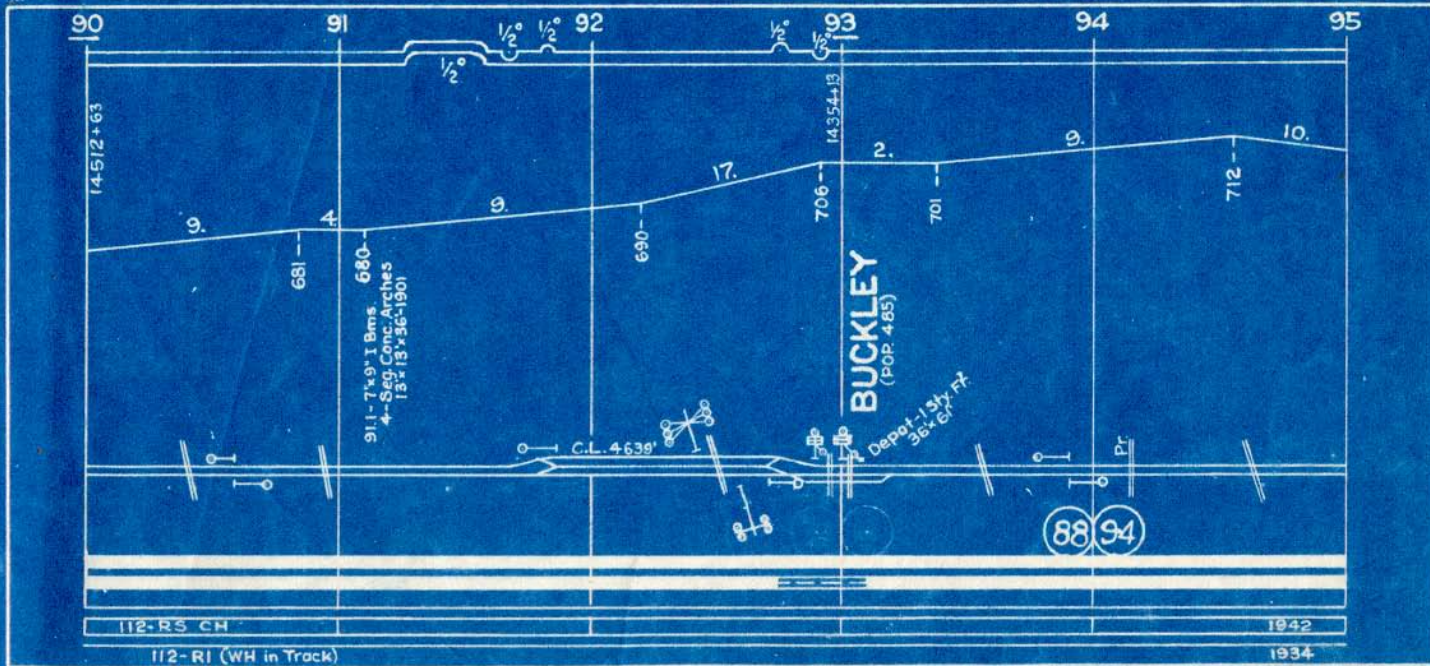 90 91 92 93 94 95
½° ½° ½° ½° ½°
14512+63
14354+13
9. 4. 9. 17. 2. 9. 10.
681
680
690
706
701
712
91.1-7"x9" I Bms.
4-Seg. Conc. Arches
13'x13'x36'-1901
BUCKLEY
(POP. 485)
Depot-1 Sty. Fr.
36'x61'
C.L. 4639'
Pr.
88 94
112-RS CH 1942
112-RI (WH in Track) 1934